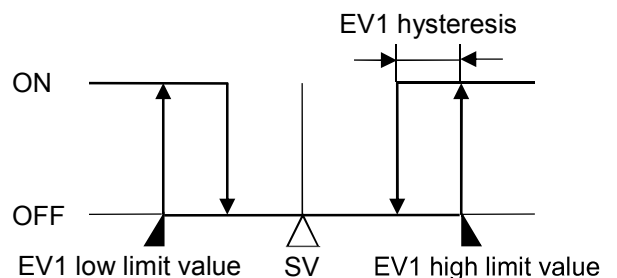 EV1 hysteresis
ON
OFF
EV1 low limit value SV EV1 high limit value